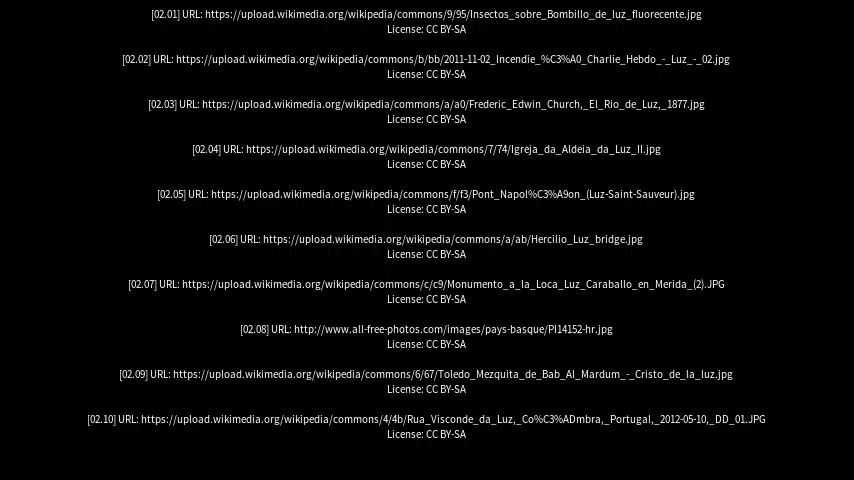 [02.01] URL: https://upload.wikimedia.org/wikipedia/commons/9/95/Insectos_sobre_Bombillo_de_luz_fluorecente.jpg
License: CC BY-SA
[02.02] URL: https://upload.wikimedia.org/wikipedia/commons/b/bb/2011-11-02_Incendie_%C3%A0_Charlie_Hebdo_-_Luz_-_02.jpg
License: CC BY-SA
[02.03] URL: https://upload.wikimedia.org/wikipedia/commons/a/a0/Frederic_Edwin_Church,_El_Rio_de_Luz,_1877.jpg
License: CC BY-SA
[02.04] URL: https://upload.wikimedia.org/wikipedia/commons/7/74/Igreja_da_Aldeia_da_Luz_II.jpg
License: CC BY-SA
[02.05] URL: https://upload.wikimedia.org/wikipedia/commons/f/f3/Pont_Napol%C3%A9on_(Luz-Saint-Sauveur).jpg
License: CC BY-SA
[02.06] URL: https://upload.wikimedia.org/wikipedia/commons/a/ab/Hercilio_Luz_bridge.jpg
License: CC BY-SA
[02.07] URL: https://upload.wikimedia.org/wikipedia/commons/c/c9/Monumento_a_la_Loca_Luz_Caraballo_en_Merida_(2).JPG
License: CC BY-SA
[02.08] URL: http://www.all-free-photos.com/images/pays-basque/PI14152-hr.jpg
License: CC BY-SA
[02.09] URL: https://upload.wikimedia.org/wikipedia/commons/6/67/Toledo_Mezquita_de_Bab_Al_Mardum_-_Cristo_de_la_luz.jpg
License: CC BY-SA
[02.10] URL: https://upload.wikimedia.org/wikipedia/commons/4/4b/Rua_Visconde_da_Luz,_Co%C3%ADmbra,_Portugal,_2012-05-10,_DD_01.JPG
License: CC BY-SA